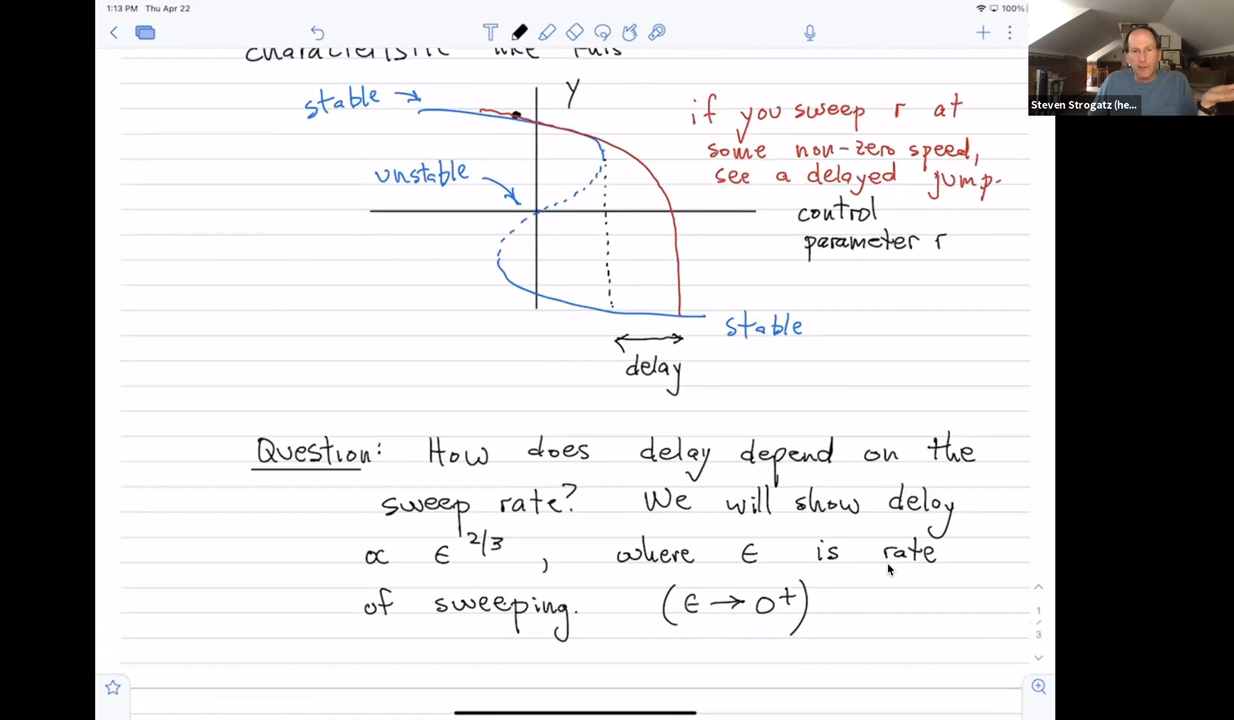 1:13 PM Thu Apr 22
100%
T
Steven Strogatz (he...
characteristic like this
stable →
y
if you sweep r at
some non-zero speed,
see a delayed jump.
unstable
control
parameter r
stable
delay
Question: How does delay depend on the
sweep rate? We will show delay
∝ ε^2/3, where ε is rate
of sweeping. (ε → 0+)
1
/
3